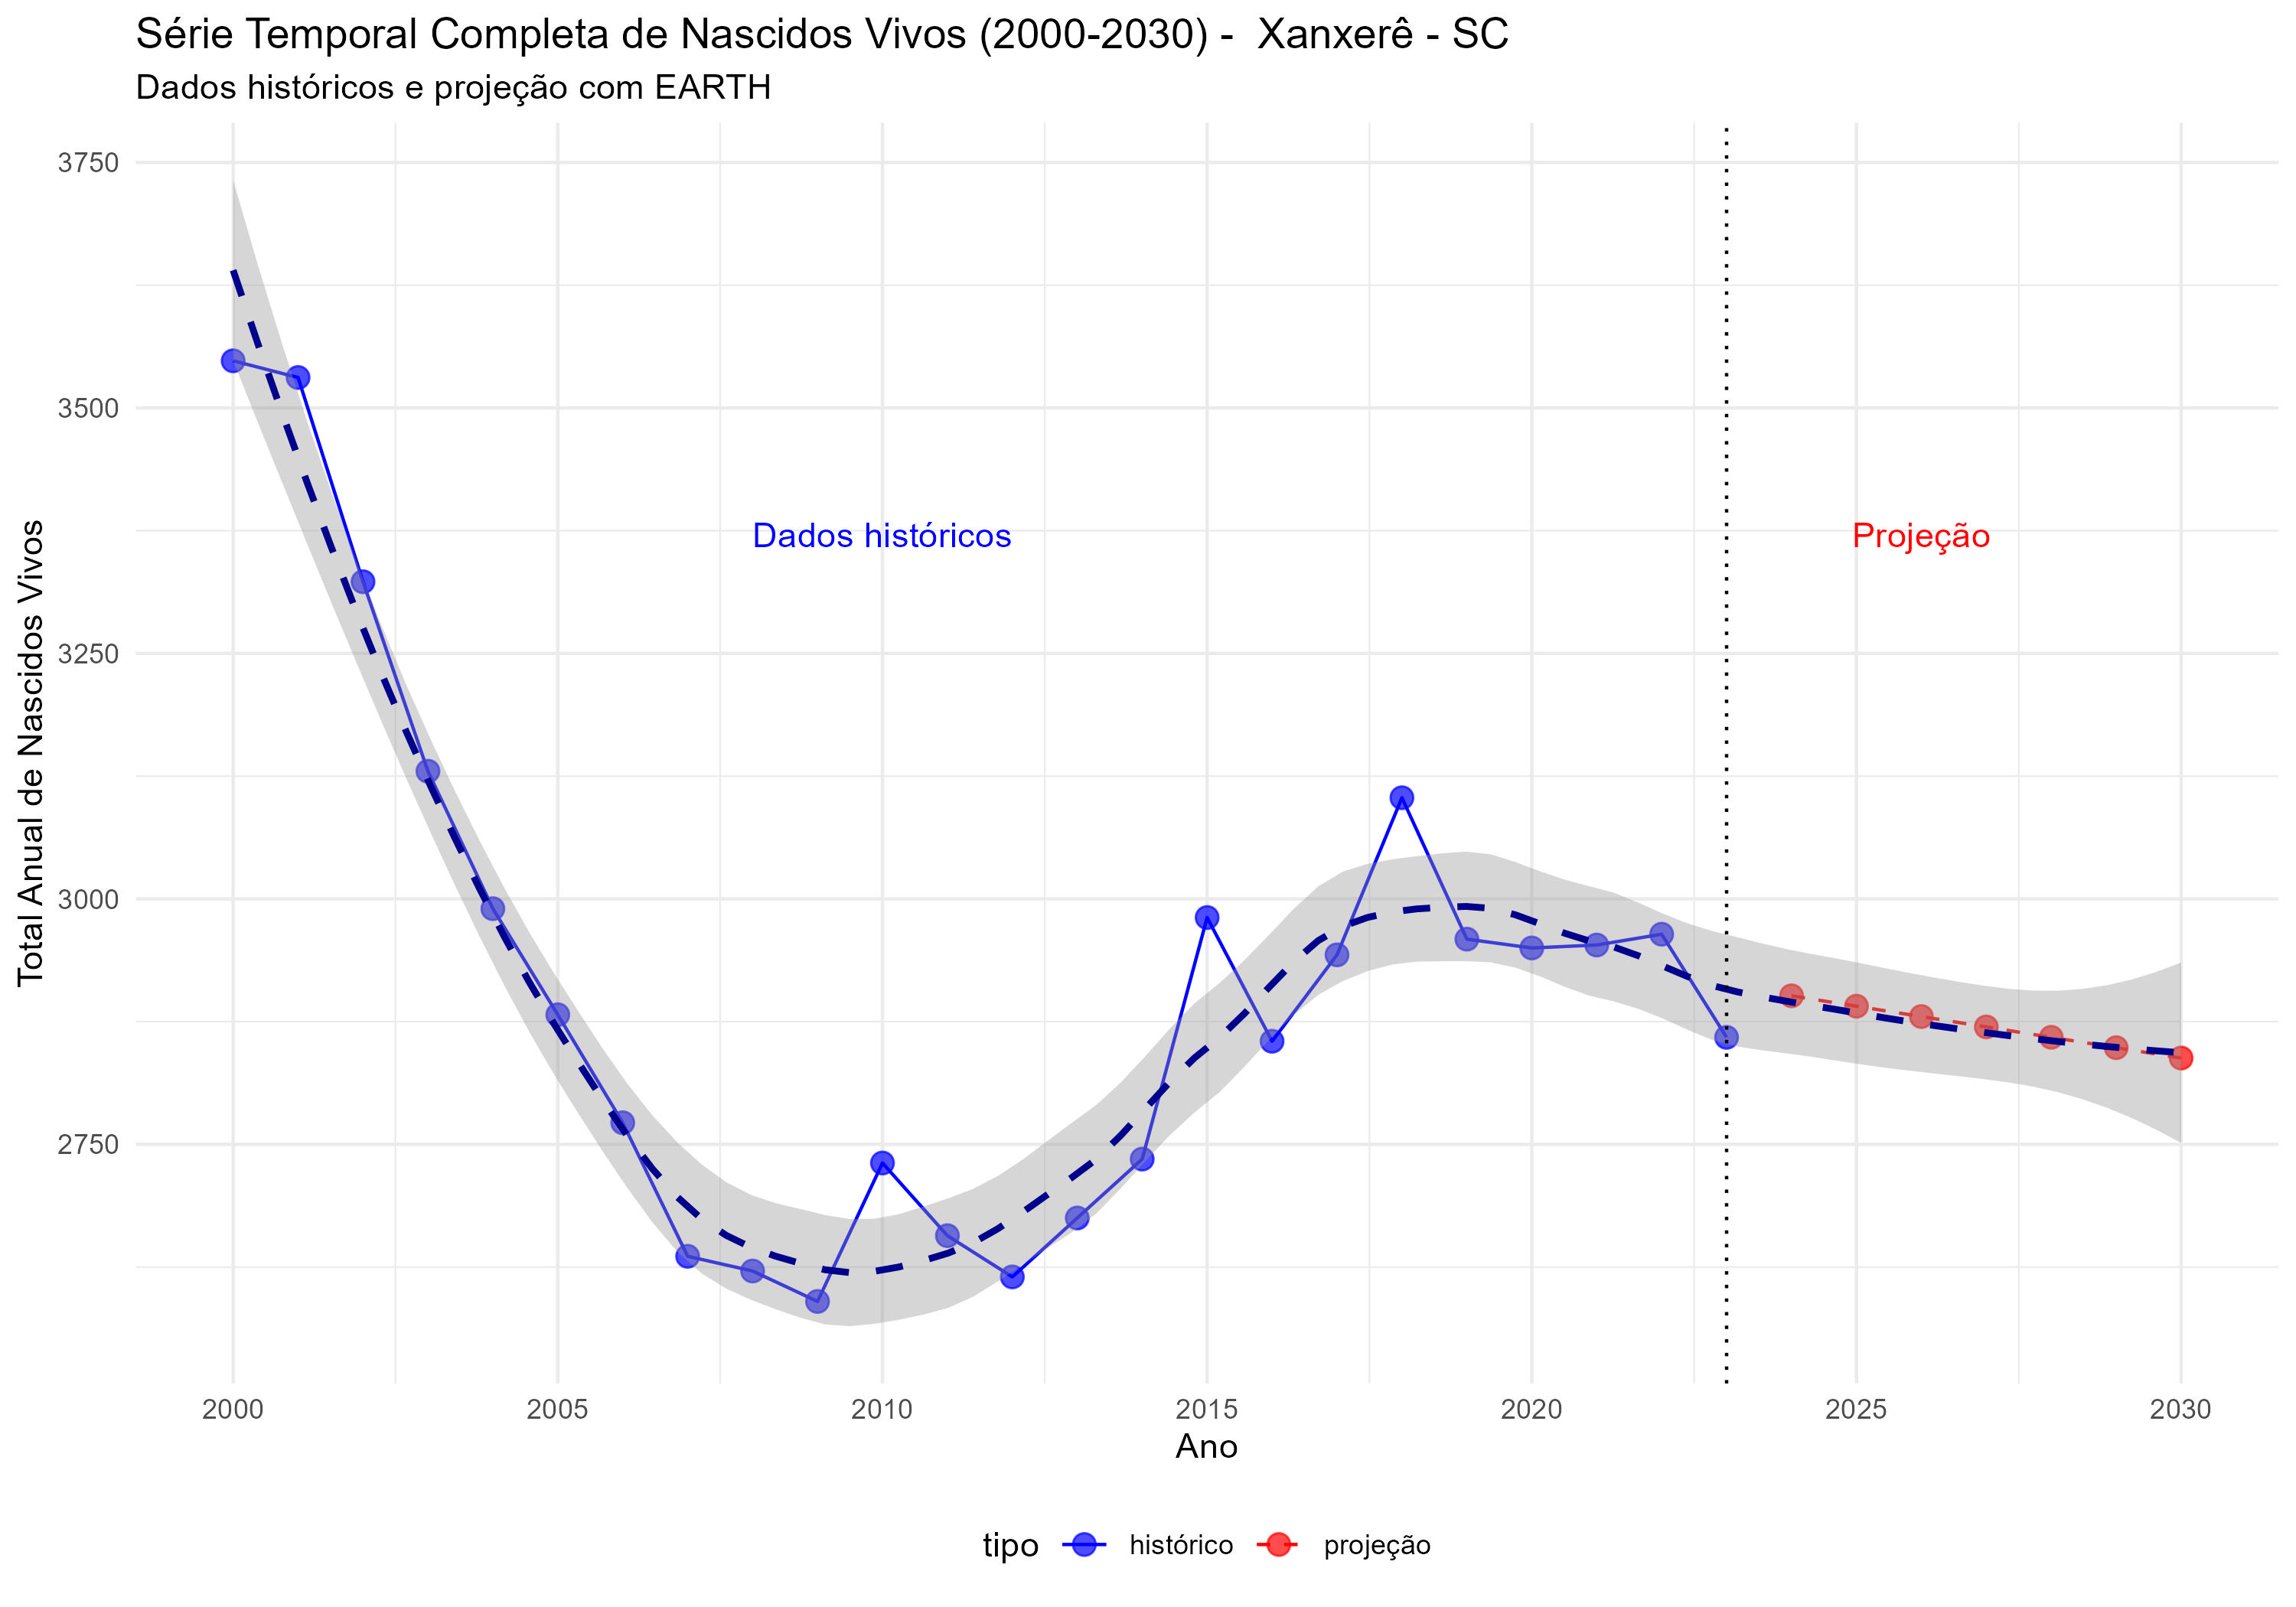 Série Temporal Completa de Nascidos Vivos (2000-2030) -  Xanxerê - SC
Dados históricos e projeção com EARTH
Total Anual de Nascidos Vivos
3750
3500
3250
3000
2750
Dados históricos
Projeção
2000
2005
2010
2015
2020
2025
2030
Ano
tipo
histórico
projeção